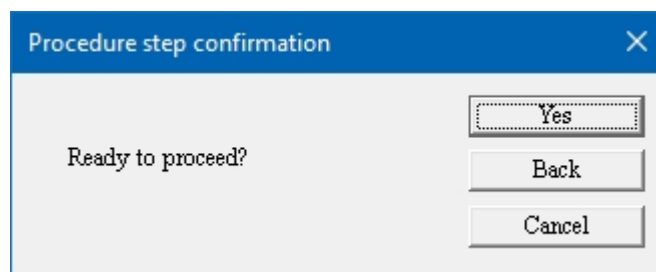 Procedure step confirmation
Ready to proceed?
Yes
Back
Cancel